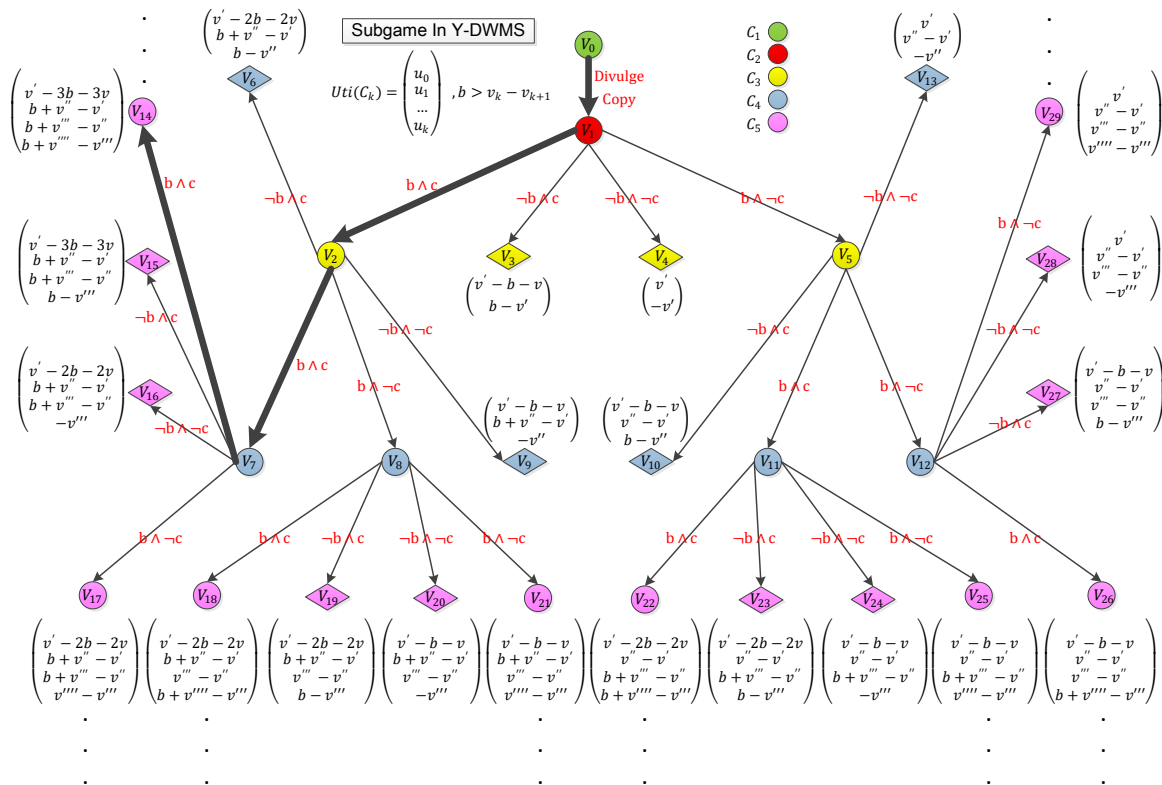 Subgame In Y-DWMS
Uti(C_k) = (u_0
u_1
...
u_k) , b > v_k − v_{k+1}
C_1
C_2
C_3
C_4
C_5
V_0
Divulge
Copy
V_1
b ∧ c
¬b ∧ c
¬b ∧ ¬c
b ∧ ¬c
V_2
V_3
v' − b − v
b − v'
V_4
v'
−v'
V_5
¬b ∧ c
b ∧ c
b ∧ ¬c
¬b ∧ ¬c
v' − 2b − 2v
b + v'' − v'
b − v''
V_6
V_7
V_8
V_9
v' − b − v
b + v'' − v'
−v''
¬b ∧ c
b ∧ c
b ∧ ¬c
¬b ∧ ¬c
v' − b − v
v'' − v'
b − v''
V_10
V_11
V_12
v'
v'' − v'
−v''
V_13
b ∧ c
¬b ∧ c
¬b ∧ ¬c
b ∧ ¬c
v' − 3b − 3v
b + v'' − v'
b + v''' − v''
b + v'''' − v'''
V_14
v' − 3b − 3v
b + v'' − v'
b + v''' − v''
b − v'''
V_15
v' − 2b − 2v
b + v'' − v'
b + v''' − v''
−v'''
V_16
V_17
v' − 2b − 2v
b + v'' − v'
b + v''' − v''
v'''' − v'''
b ∧ c
¬b ∧ c
¬b ∧ ¬c
b ∧ ¬c
V_18
v' − 2b − 2v
b + v'' − v'
v''' − v''
b + v'''' − v'''
V_19
v' − 2b − 2v
b + v'' − v'
v''' − v''
b − v'''
V_20
v' − b − v
b + v'' − v'
v''' − v''
−v'''
V_21
v' − b − v
b + v'' − v'
v''' − v''
v'''' − v'''
b ∧ c
¬b ∧ c
¬b ∧ ¬c
b ∧ ¬c
V_22
v' − 2b − 2v
v'' − v'
b + v''' − v''
b + v'''' − v'''
V_23
v' − 2b − 2v
v'' − v'
b + v''' − v''
b − v'''
V_24
v' − b − v
v'' − v'
b + v''' − v''
−v'''
V_25
v' − b − v
v'' − v'
b + v''' − v''
v'''' − v'''
b ∧ c
¬b ∧ c
¬b ∧ ¬c
b ∧ ¬c
V_26
v' − b − v
v'' − v'
v''' − v''
b + v'''' − v'''
V_27
v' − b − v
v'' − v'
v''' − v''
b − v'''
V_28
v'
v'' − v'
v''' − v''
−v'''
V_29
v'
v'' − v'
v''' − v''
v'''' − v'''